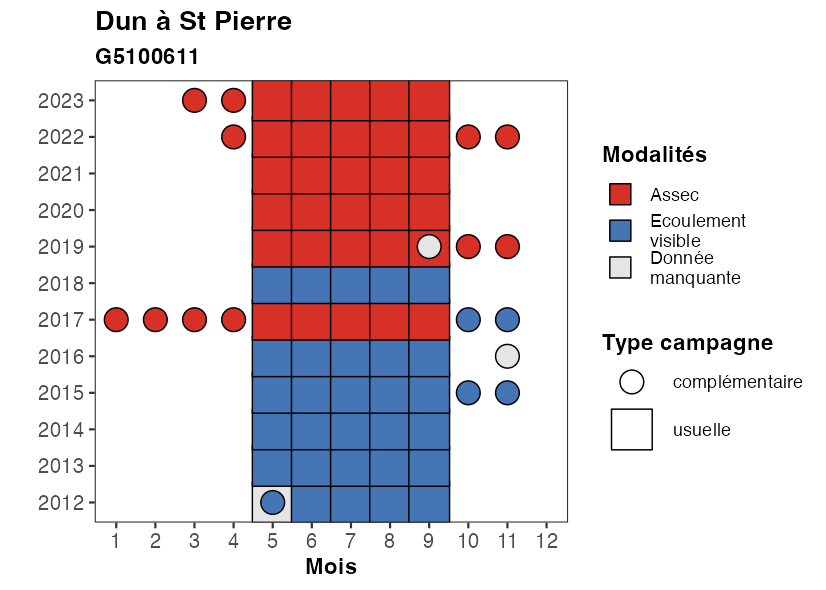 Dun à St Pierre
G5100611
2023
2022
2021
2020
2019
2018
2017
2016
2015
2014
2013
2012
1 2 3 4 5 6 7 8 9 10 11 12
Mois
Modalités
Assec
Ecoulement
visible
Donnée
manquante
Type campagne
complémentaire
usuelle